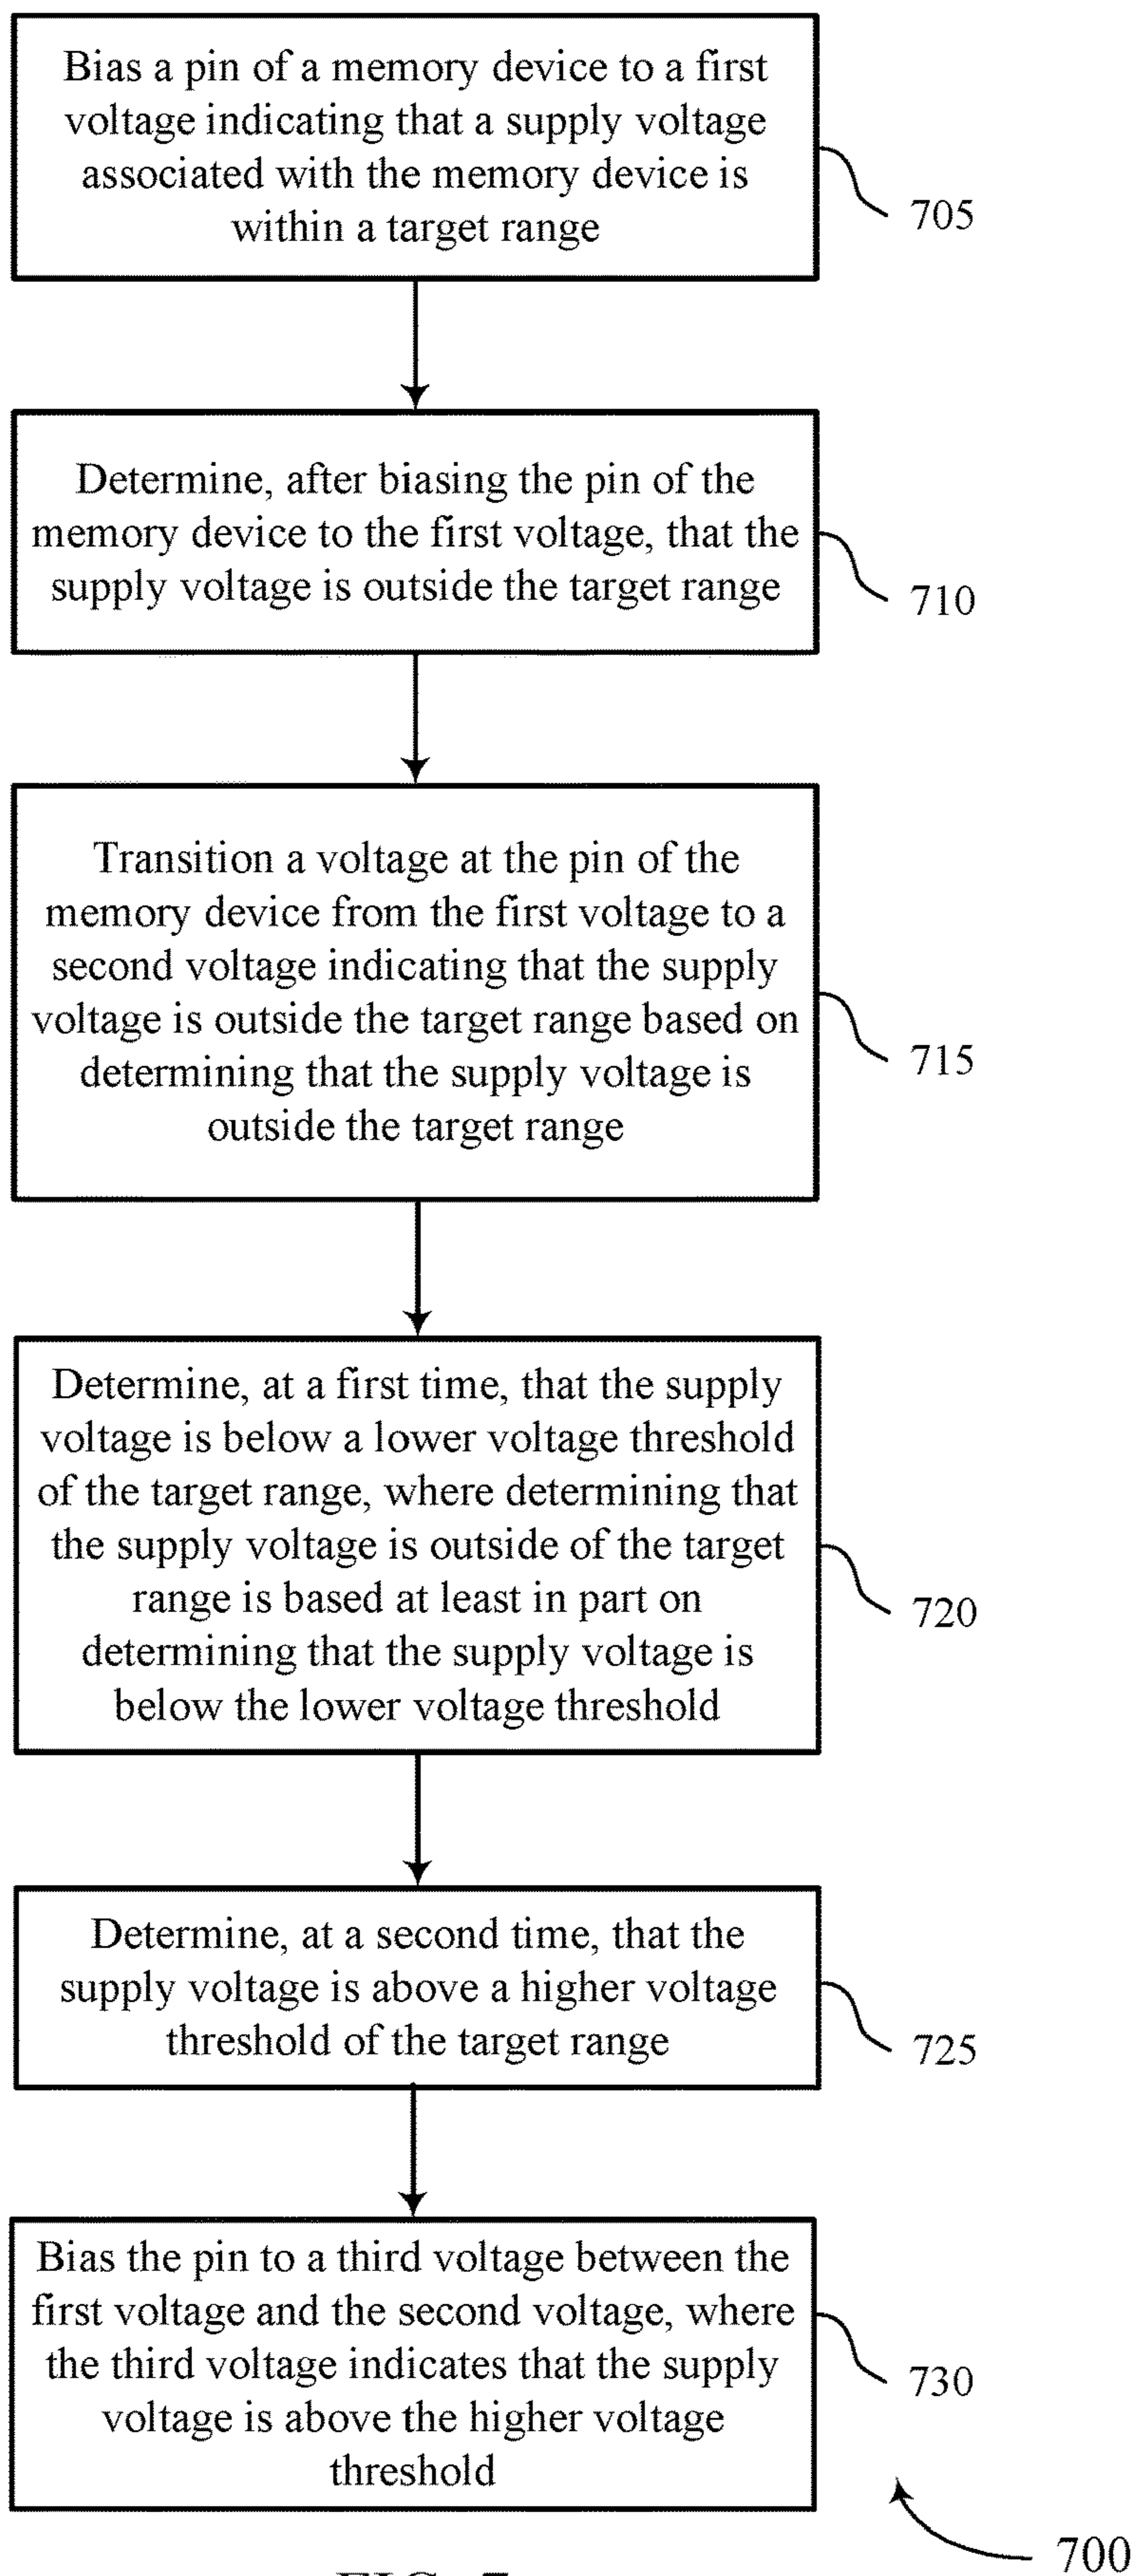 Bias a pin of a memory device to a first
voltage indicating that a supply voltage
associated with the memory device is
within a target range
705
Determine, after biasing the pin of the
memory device to the first voltage, that the
supply voltage is outside the target range
710
Transition a voltage at the pin of the
memory device from the first voltage to a
second voltage indicating that the supply
voltage is outside the target range based on
determining that the supply voltage is
outside the target range
715
Determine, at a first time, that the supply
voltage is below a lower voltage threshold
of the target range, where determining that
the supply voltage is outside of the target
range is based at least in part on
determining that the supply voltage is
below the lower voltage threshold
720
Determine, at a second time, that the
supply voltage is above a higher voltage
threshold of the target range
725
Bias the pin to a third voltage between the
first voltage and the second voltage, where
the third voltage indicates that the supply
voltage is above the higher voltage
threshold
730
700